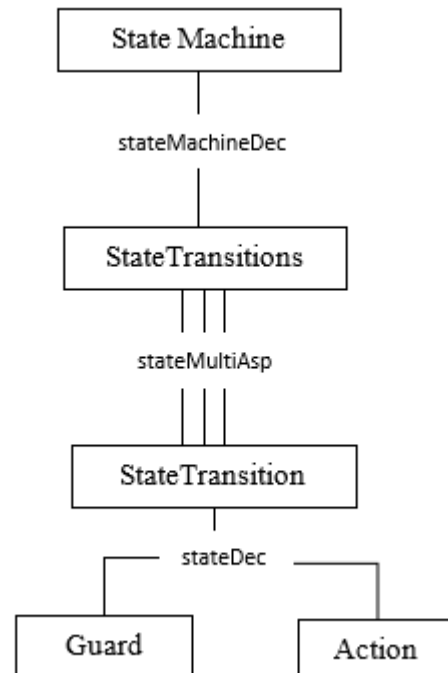 State Machine
stateMachineDec
StateTransitions
stateMultiAsp
StateTransition
stateDec
Guard
Action